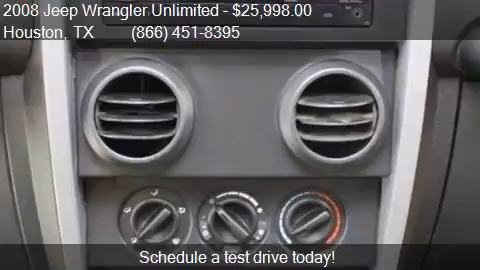 2008 Jeep Wrangler Unlimited - $25,998.00
Houston, TX (866) 451-8395
Schedule a test drive today!